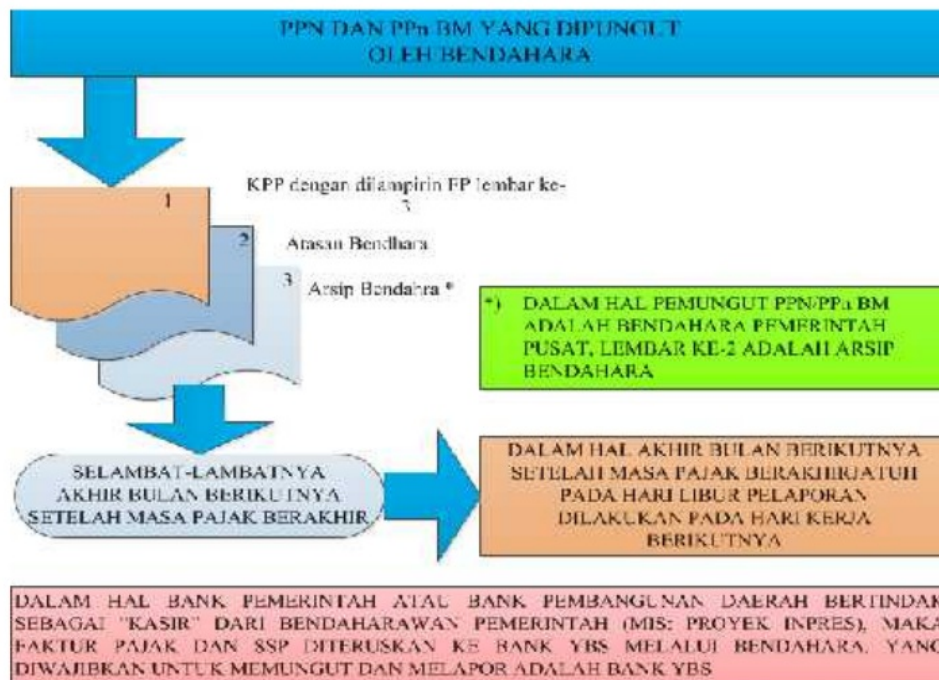 PPN DAN PPn BM YANG DIPUNGUT
OLEH BENDAHARA
1
KPP dengan dilampirin FP lembar ke-
3
2
Atasan Bendhara
3
Arsip Bendahra *
*) DALAM HAL PEMUNGUT PPN/PPn BM
ADALAH BENDAHARA PEMERINTAH
PUSAT, LEMBAR KE-2 ADALAH ARSIP
BENDAHARA
SELAMBAT-LAMBATNYA
AKHIR BULAN BERIKUTNYA
SETELAH MASA PAJAK BERAKHIR
DALAM HAL AKHIR BULAN BERIKUTNYA
SETELAH MASA PAJAK BERAKHIRJATUH
PADA HARI LIBUR PELAPORAN
DILAKUKAN PADA HARI KERJA
BERIKUTNYA
DALAM HAL BANK PEMERINTAH ATAU BANK PEMBANGUNAN DAERAH BERTINDAK
SEBAGAI "KASIR" DARI BENDAHARAWAN PEMERINTAH (MIS: PROYEK INPRES), MAKA
FAKTUR PAJAK DAN SSP DITERUSKAN KE BANK YBS MELALUI BENDAHARA. YANG
DIWAJIBKAN UNTUK MEMUNGUT DAN MELAPOR ADALAH BANK YBS